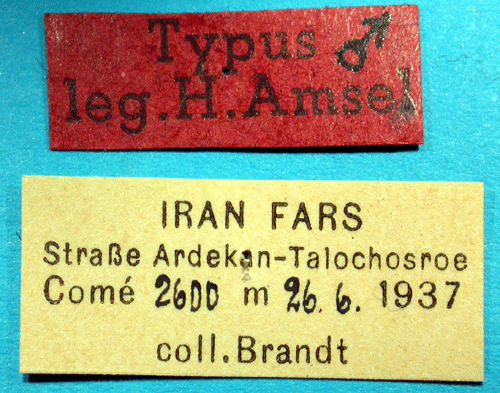 Typus ♂
leg.H.Amsel
IRAN FARS
Straße Ardekan-Talochosroe
Comé 2600 m 26.6.1937
coll.Brandt